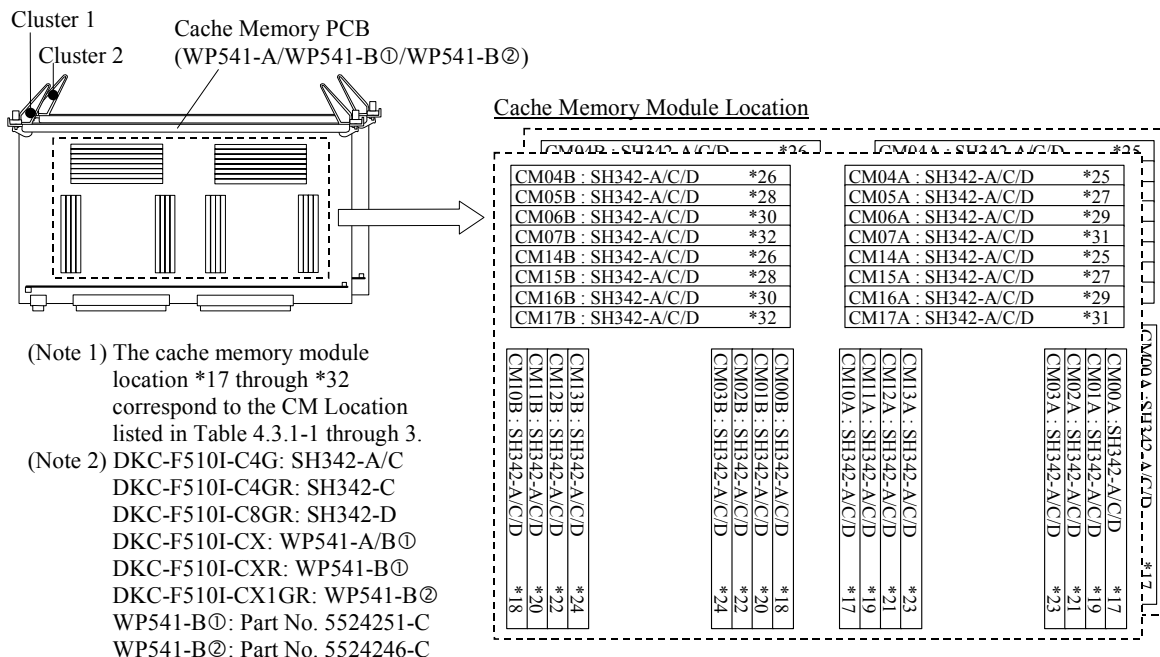 Cluster 1
Cluster 2
Cache Memory PCB
(WP541-A/WP541-B①/WP541-B②)
Cache Memory Module Location
CM04B : SH342-A/C/D *26
CM04A : SH342-A/C/D *25
CM04B : SH342-A/C/D *26
CM05B : SH342-A/C/D *28
CM06B : SH342-A/C/D *30
CM07B : SH342-A/C/D *32
CM14B : SH342-A/C/D *26
CM15B : SH342-A/C/D *28
CM16B : SH342-A/C/D *30
CM17B : SH342-A/C/D *32
CM04A : SH342-A/C/D *25
CM05A : SH342-A/C/D *27
CM06A : SH342-A/C/D *29
CM07A : SH342-A/C/D *31
CM14A : SH342-A/C/D *25
CM15A : SH342-A/C/D *27
CM16A : SH342-A/C/D *29
CM17A : SH342-A/C/D *31
CM10B : SH342-A/C/D *18
CM11B : SH342-A/C/D *20
CM12B : SH342-A/C/D *22
CM13B : SH342-A/C/D *24
CM03B : SH342-A/C/D *24
CM02B : SH342-A/C/D *22
CM01B : SH342-A/C/D *20
CM00B : SH342-A/C/D *18
CM10A : SH342-A/C/D *17
CM11A : SH342-A/C/D *19
CM12A : SH342-A/C/D *21
CM13A : SH342-A/C/D *23
CM03A : SH342-A/C/D *23
CM02A : SH342-A/C/D *21
CM01A : SH342-A/C/D *19
CM00A :SH342-A/C/D *17
CM00A :SH342-A/C/D *17
(Note 1) The cache memory module
location *17 through *32
correspond to the CM Location
listed in Table 4.3.1-1 through 3.
(Note 2) DKC-F510I-C4G: SH342-A/C
DKC-F510I-C4GR: SH342-C
DKC-F510I-C8GR: SH342-D
DKC-F510I-CX: WP541-A/B①
DKC-F510I-CXR: WP541-B①
DKC-F510I-CX1GR: WP541-B②
WP541-B①: Part No. 5524251-C
WP541-B②: Part No. 5524246-C